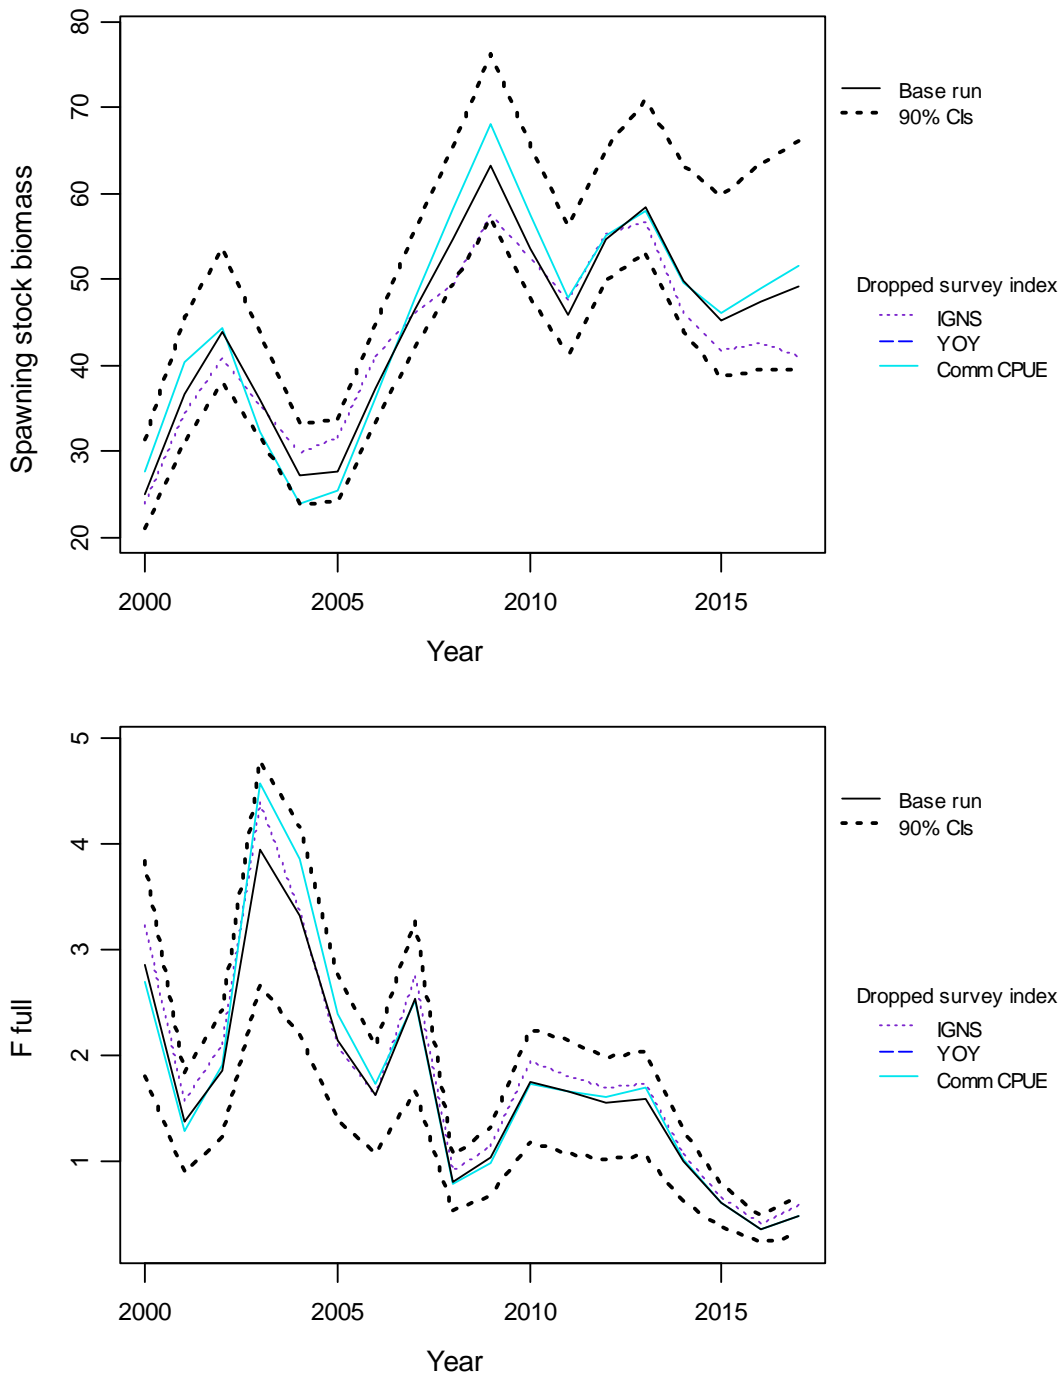 80
70
60
50
40
30
20
Spawning stock biomass
2000 2005 2010 2015
Year
Base run
90% CIs
Dropped survey index
IGNS
YOY
Comm CPUE
5
4
3
2
1
F full
2000 2005 2010 2015
Year
Base run
90% CIs
Dropped survey index
IGNS
YOY
Comm CPUE